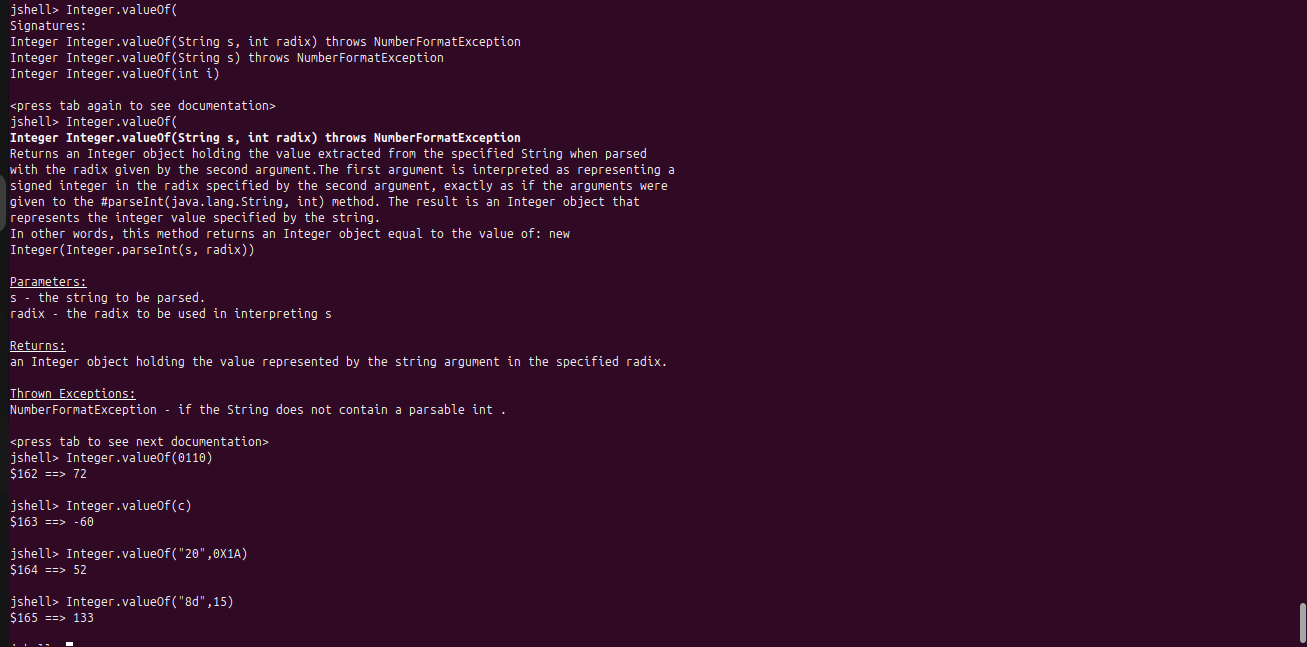 jshell> Integer.valueOf(
Signatures:
Integer Integer.valueOf(String s, int radix) throws NumberFormatException
Integer Integer.valueOf(String s) throws NumberFormatException
Integer Integer.valueOf(int i)
<press tab again to see documentation>
jshell> Integer.valueOf(
Integer Integer.valueOf(String s, int radix) throws NumberFormatException
Returns an Integer object holding the value extracted from the specified String when parsed
with the radix given by the second argument.The first argument is interpreted as representing a
signed integer in the radix specified by the second argument, exactly as if the arguments were
given to the #parseInt(java.lang.String, int) method. The result is an Integer object that
represents the integer value specified by the string.
In other words, this method returns an Integer object equal to the value of: new
Integer(Integer.parseInt(s, radix))
Parameters:
s - the string to be parsed.
radix - the radix to be used in interpreting s
Returns:
an Integer object holding the value represented by the string argument in the specified radix.
Thrown Exceptions:
NumberFormatException - if the String does not contain a parsable int .
<press tab to see next documentation>
jshell> Integer.valueOf(0110)
$162 ==> 72
jshell> Integer.valueOf(c)
$163 ==> -60
jshell> Integer.valueOf("20",0X1A)
$164 ==> 52
jshell> Integer.valueOf("8d",15)
$165 ==> 133